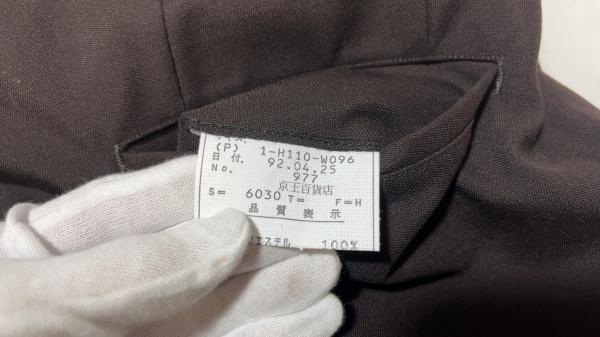 (P) 1-H110-W096
日付. 92.04.25
No. 977
京王百貨店
S= 6030 T= F=H
品質表示
エステル 100%